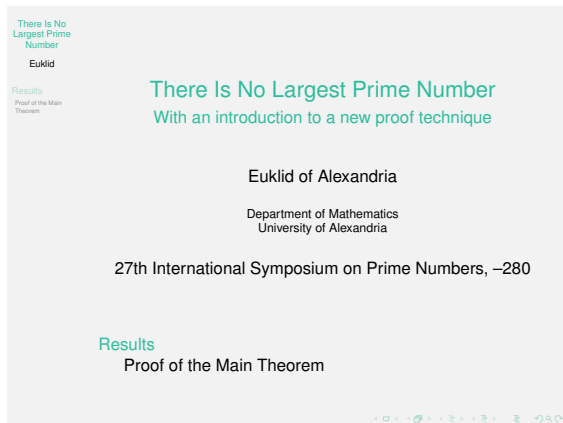 There Is No
Largest Prime
Number
Euklid
Results
Proof of the Main
Theorem
There Is No Largest Prime Number
With an introduction to a new proof technique
Euklid of Alexandria
Department of Mathematics
University of Alexandria
27th International Symposium on Prime Numbers, –280
Results
Proof of the Main Theorem